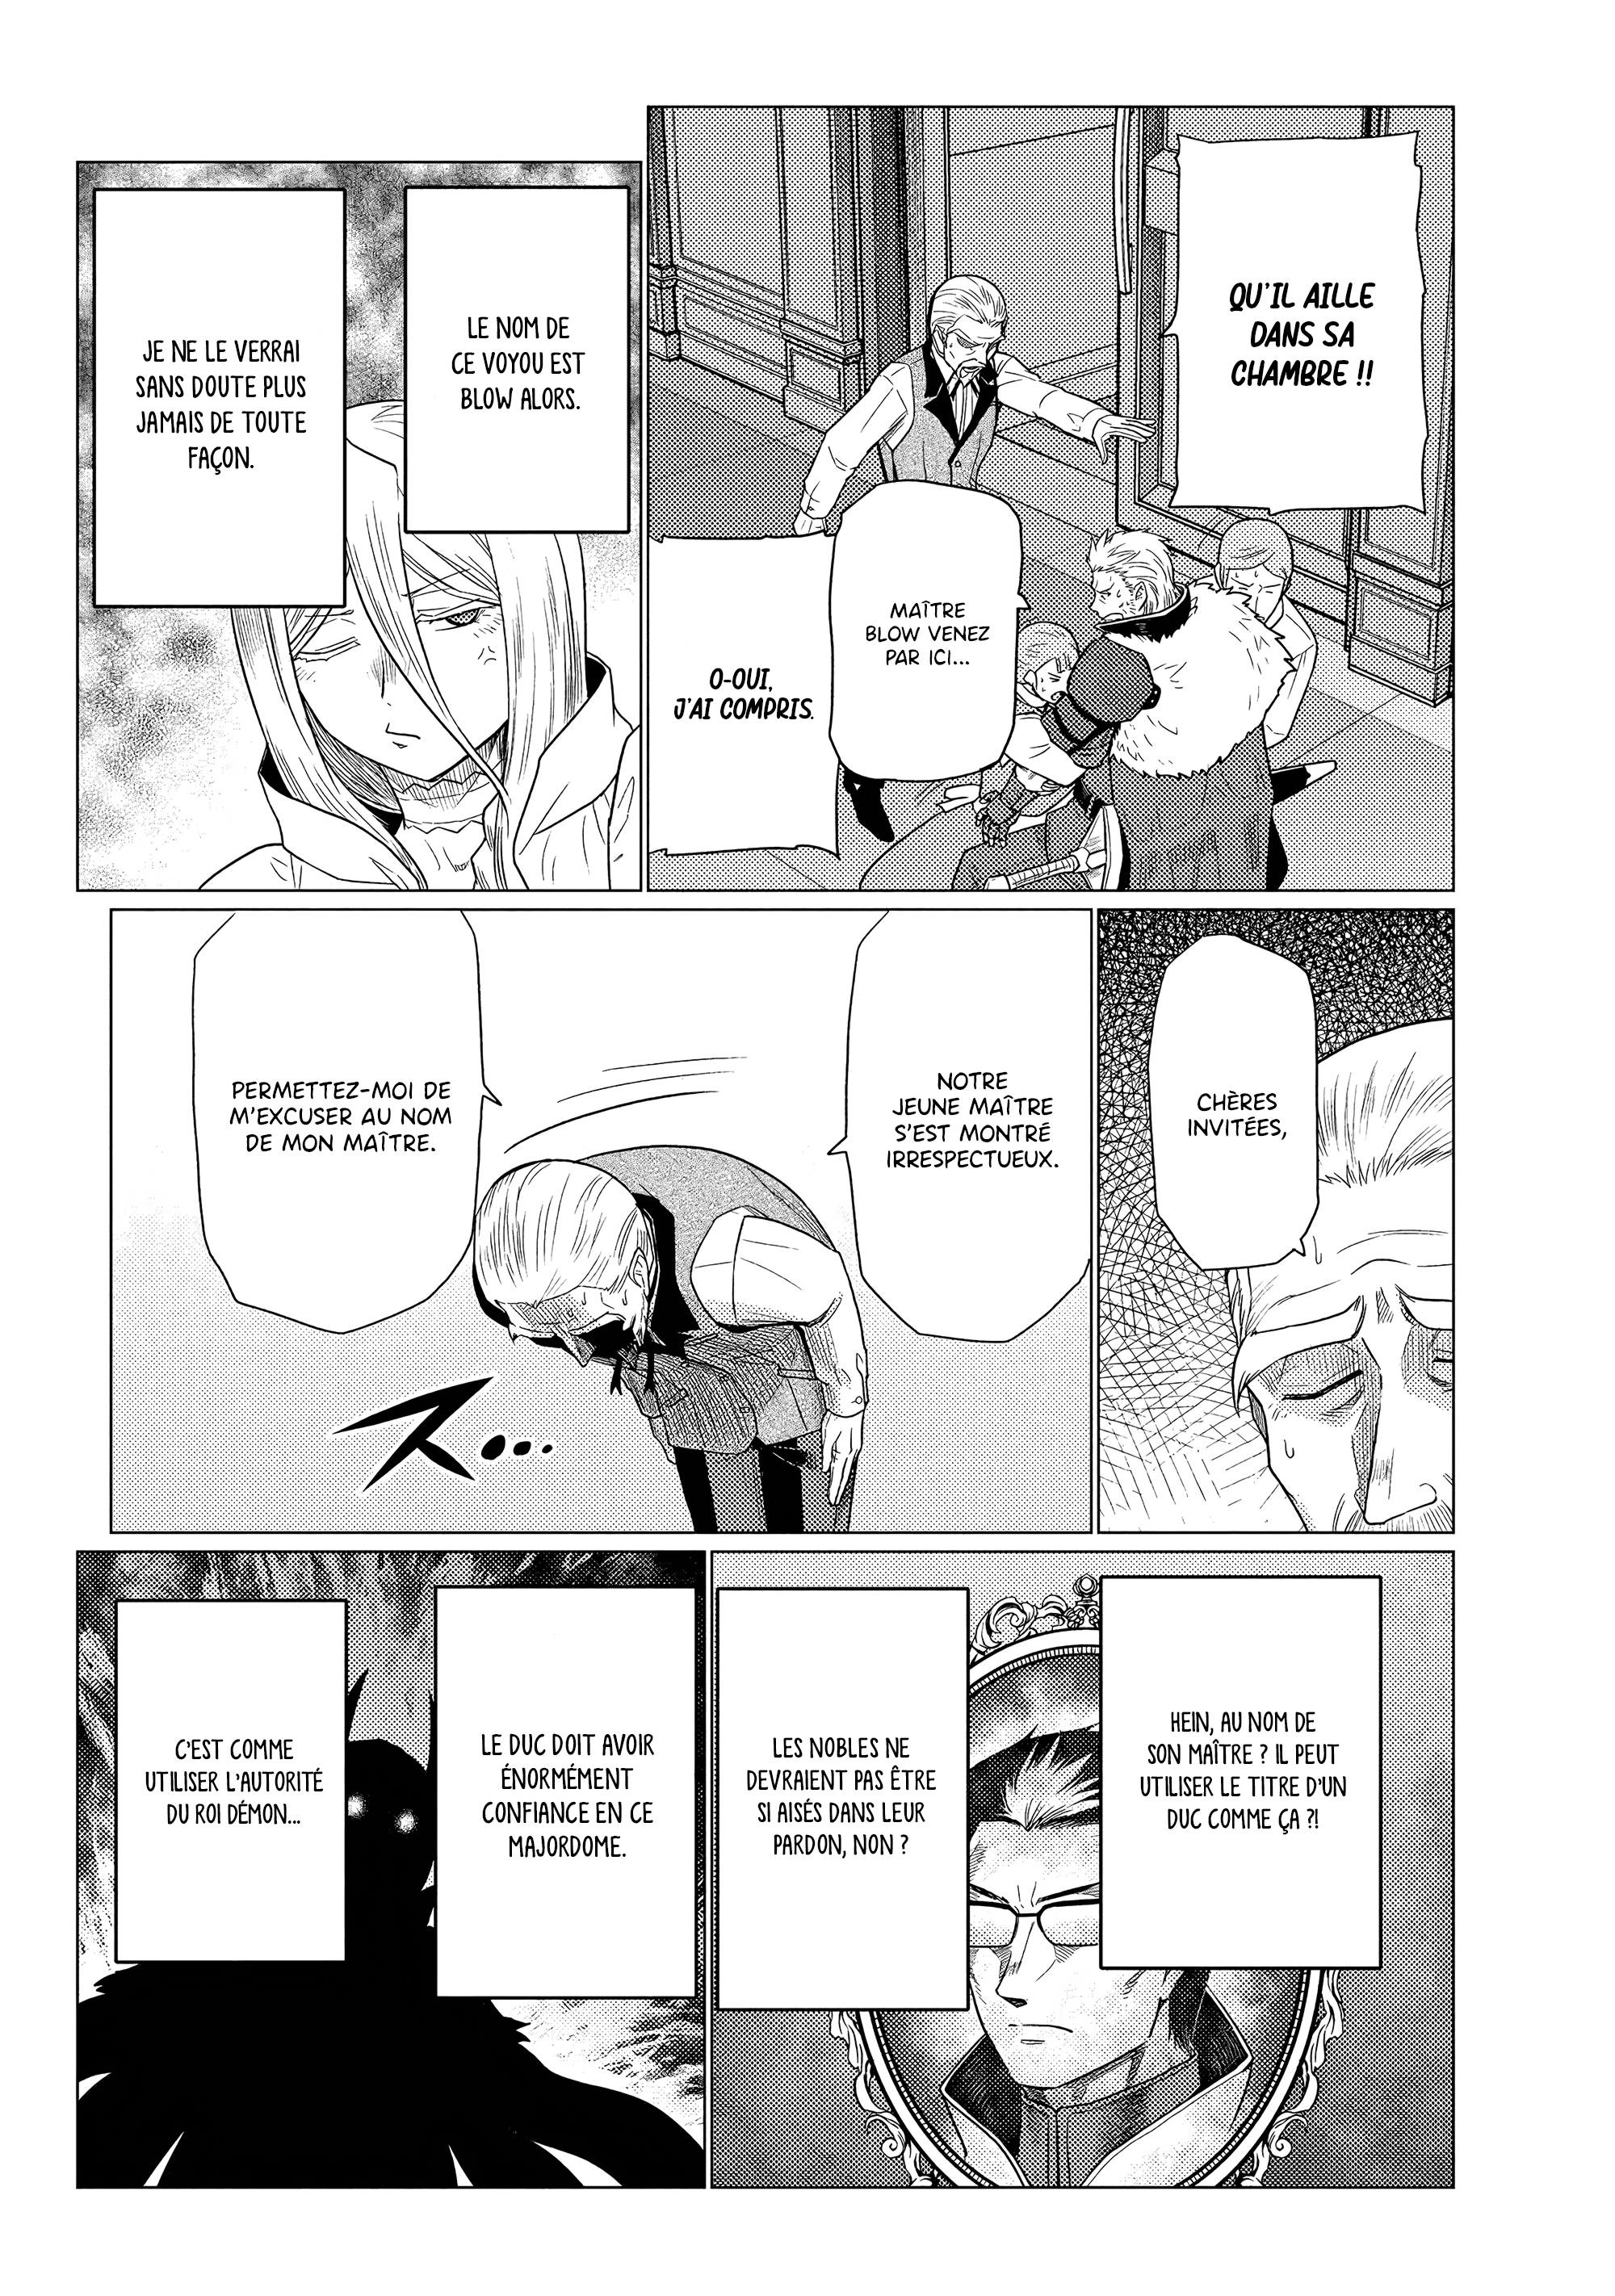 QU'IL AILLE
DANS SA
CHAMBRE !!
MAÎTRE
BLOW VENEZ
PAR ICI...
O-OUI,
J'AI COMPRIS.
LE NOM DE
CE VOYOU EST
BLOW ALORS.
JE NE LE VERRAI
SANS DOUTE PLUS
JAMAIS DE TOUTE
FAÇON.
CHÈRES
INVITÉES,
NOTRE
JEUNE MAÎTRE
S'EST MONTRÉ
IRRESPECTUEUX.
PERMETTEZ-MOI DE
M'EXCUSER AU NOM
DE MON MAÎTRE.
ス...
HEIN, AU NOM DE
SON MAÎTRE ? IL PEUT
UTILISER LE TITRE D'UN
DUC COMME ÇA ?!
LES NOBLES NE
DEVRAIENT PAS ÊTRE
SI AISÉS DANS LEUR
PARDON, NON ?
LE DUC DOIT AVOIR
ÉNORMÉMENT
CONFIANCE EN CE
MAJORDOME.
C'EST COMME
UTILISER L'AUTORITÉ
DU ROI DÉMON...